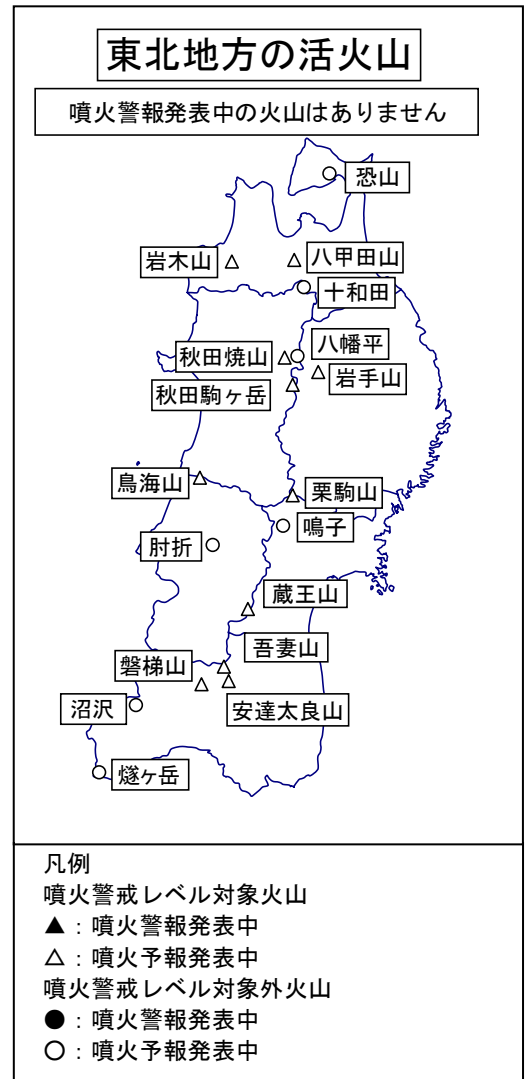 東北地方の活火山
噴火警報発表中の火山はありません
恐山
岩木山
八甲田山
十和田
八幡平
秋田焼山
岩手山
秋田駒ヶ岳
鳥海山
栗駒山
鳴子
肘折
蔵王山
吾妻山
磐梯山
沼沢
安達太良山
燧ヶ岳
凡例
噴火警戒レベル対象火山
▲：噴火警報発表中
△：噴火予報発表中
噴火警戒レベル対象外火山
●：噴火警報発表中
○：噴火予報発表中